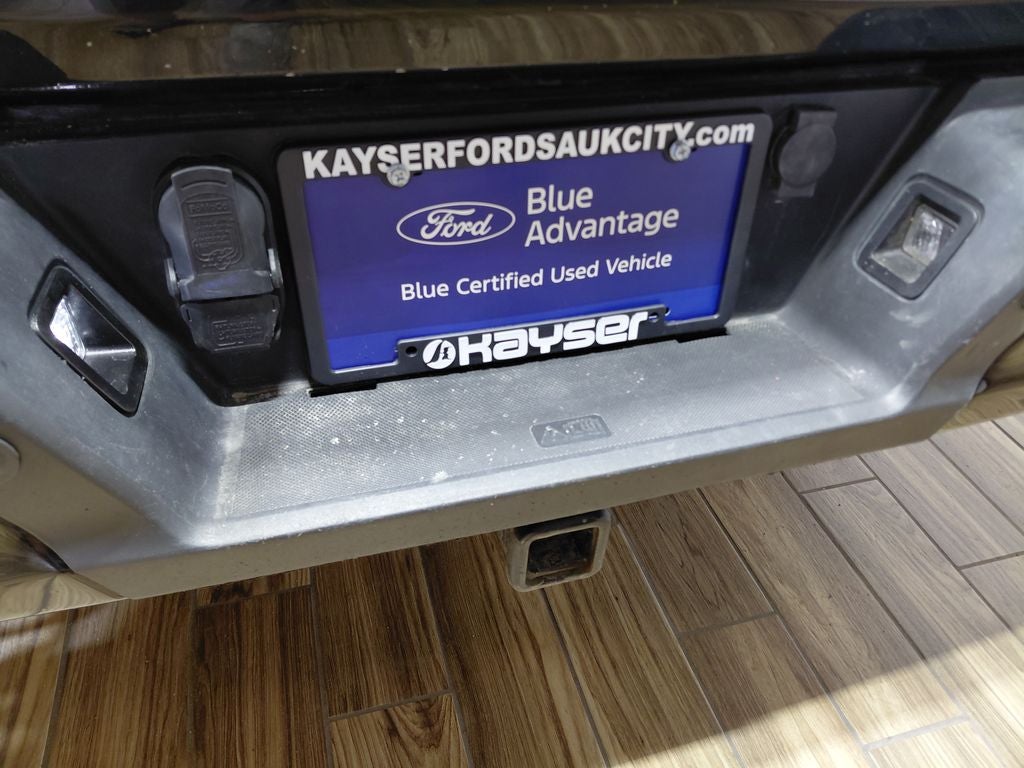 KAYSERFORDSAUKCITY.com
Ford
Blue
Advantage
Blue Certified Used Vehicle
Kayser